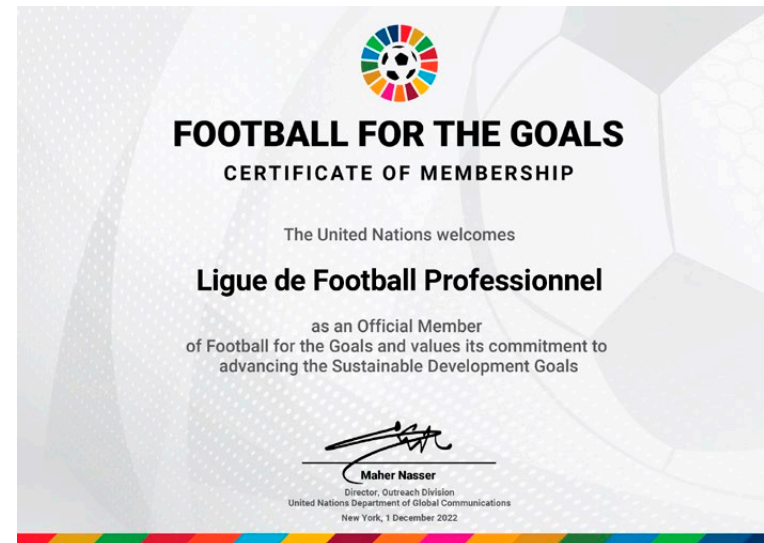 FOOTBALL FOR THE GOALS
CERTIFICATE OF MEMBERSHIP
The United Nations welcomes
Ligue de Football Professionnel
as an Official Member
of Football for the Goals and values its commitment to
advancing the Sustainable Development Goals
Maher Nasser
Director, Outreach Division
United Nations Department of Global Communications
New York, 1 December 2022